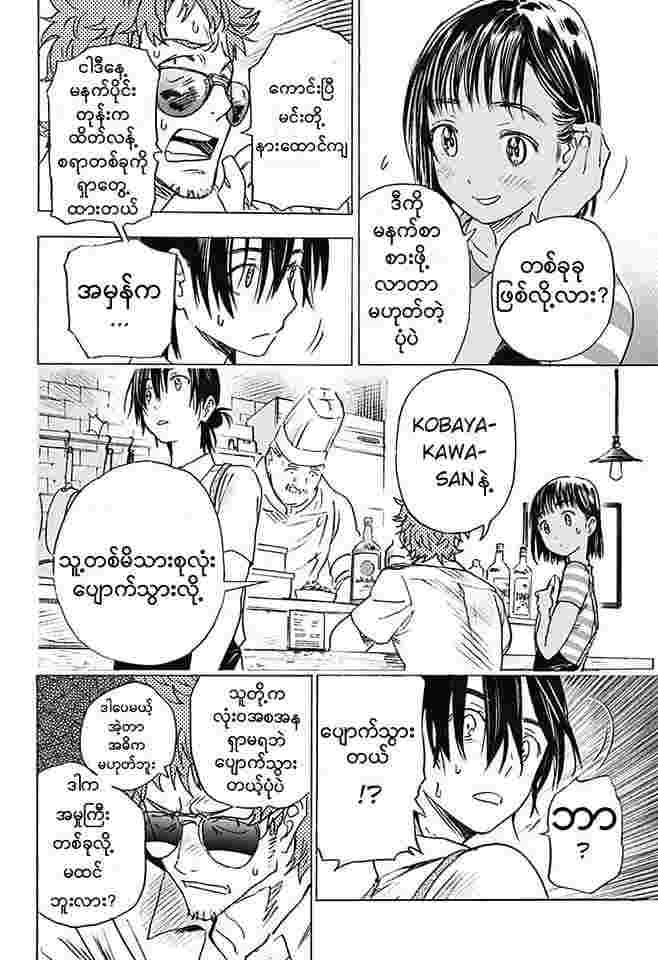 တစ်ခုခု
ဖြစ်လို့လား?
ဒီကို
မနက်စာ
စားဖို့
လာတာ
မဟုတ်တဲ့
ပုံပဲ
ကောင်းပြီ
မင်းတို့
နားထောင်ကျ
ငါဒီနေ့
မနက်ပိုင်း
တုန်းက
ထိတ်လန့်
စရာတစ်ခုကို
ရှာတွေ့
ထားတယ်
အမှန်က
...
KOBAYA-
KAWA-
SAN နဲ့
သူ့တစ်မိသားစုလုံး
ပျောက်သွားလို့
ဘာ
?
ပျောက်သွား
တယ်
!?
သူတို့က
လုံးဝအစအန
ရှာမရဘဲ
ပျောက်သွား
တယ့်ပုံပဲ
ဒါပေမယ့်
အဲ့တာ
အဓိက
မဟုတ်ဘူး
ဒါက
အမှုကြီး
တစ်ခုလို့
မထင်
ဘူးလား?